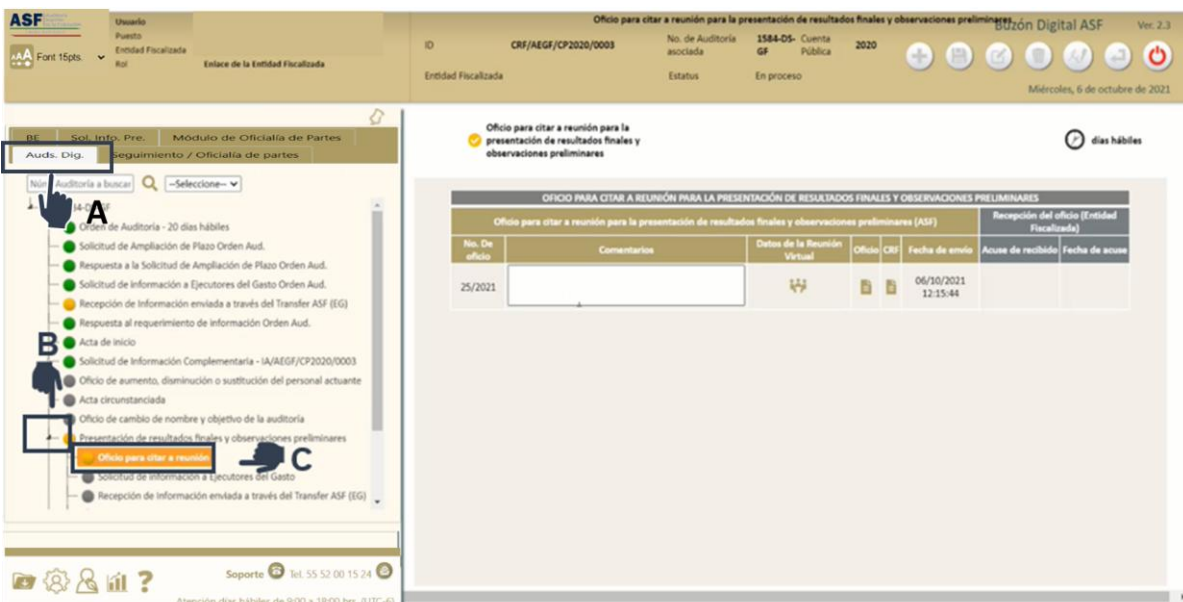 ASF
Font 15pts.
Usuario
Puesto
Entidad Fiscalizada
Rol
Enlace de la Entidad Fiscalizada
Oficio para citar a reunión para la presentación de resultados finales y observaciones preliminares
Buzón Digital ASF
Ver. 2.3
ID
CRF/AEGF/CP2020/0003
No. de Auditoría asociada
1584-DS-GF
Cuenta Pública
2020
Entidad Fiscalizada
Estatus
En proceso
Miércoles, 6 de octubre de 2021
BE
Sol. Info. Pre.
Módulo de Oficialía de Partes
Auds. Dig.
Seguimiento / Oficialía de partes
Auditoría a buscar
--Seleccione--
A
Orden de Auditoría - 20 días hábiles
Solicitud de Ampliación de Plazo Orden Aud.
Respuesta a la Solicitud de Ampliación de Plazo Orden Aud.
Solicitud de Información a Ejecutores del Gasto Orden Aud.
Recepción de Información enviada a través del Transfer ASF (EG)
Respuesta al requerimiento de información Orden Aud.
B
Acta de inicio
Solicitud de Información Complementaria - IA/AEGF/CP2020/0003
Oficio de aumento, disminución o sustitución del personal actuante
Acta circunstanciada
Oficio de cambio de nombre y objetivo de la auditoría
Presentación de resultados finales y observaciones preliminares
Oficio para citar a reunión
C
Solicitud de Información a Ejecutores del Gasto
Recepción de Información enviada a través del Transfer ASF (EG)
Soporte
Tel. 55 52 00 15 24
Atención días hábiles de 9:00 a 18:00 hrs. (UTC-6)
Oficio para citar a reunión para la
presentación de resultados finales y
observaciones preliminares
días hábiles
OFICIO PARA CITAR A REUNIÓN PARA LA PRESENTACIÓN DE RESULTADOS FINALES Y OBSERVACIONES PRELIMINARES
Oficio para citar a reunión para la presentación de resultados finales y observaciones preliminares (ASF)
Recepción del oficio (Entidad
Fiscalizada)
No. De
oficio
Comentarios
Datos de la Reunión
Virtual
Oficio
CRF
Fecha de envío
Acuse de recibido
Fecha de acuse
25/2021
06/10/2021
12:15:44